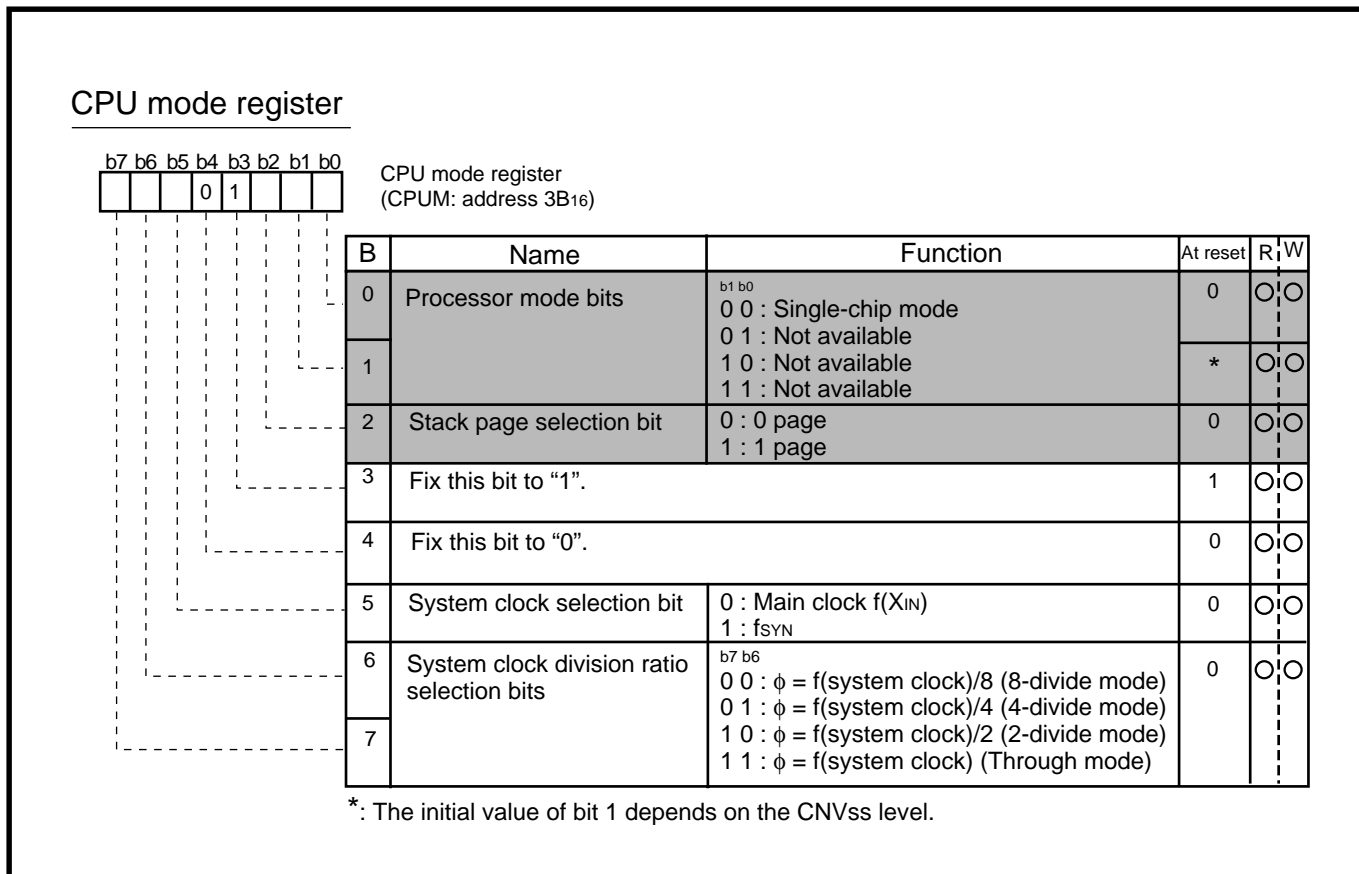 CPU mode register
b7 b6 b5 b4 b3 b2 b1 b0
0 1
CPU mode register
(CPUM: address 3B16)
B Name Function At reset R W
0 Processor mode bits b1 b0 0
0 0 : Single-chip mode
0 1 : Not available
1 1 0 : Not available *
1 1 : Not available
2 Stack page selection bit 0 : 0 page 0
1 : 1 page
3 Fix this bit to “1”. 1
4 Fix this bit to “0”. 0
5 System clock selection bit 0 : Main clock f(XIN) 0
1 : fSYN
6 System clock division ratio b7 b6 0
selection bits 0 0 : ϕ = f(system clock)/8 (8-divide mode)
0 1 : ϕ = f(system clock)/4 (4-divide mode)
7 1 0 : ϕ = f(system clock)/2 (2-divide mode)
1 1 : ϕ = f(system clock) (Through mode)
*: The initial value of bit 1 depends on the CNVss level.